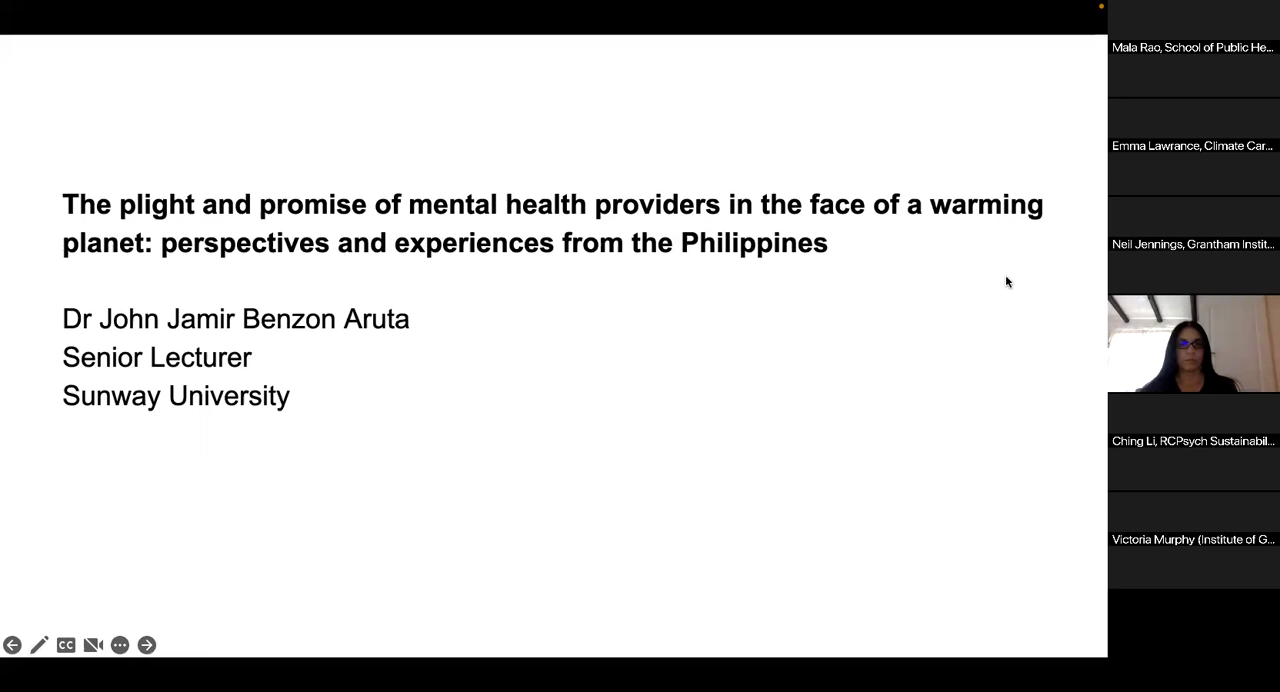 The plight and promise of mental health providers in the face of a warming
planet: perspectives and experiences from the Philippines
Dr John Jamir Benzon Aruta
Senior Lecturer
Sunway University
CC
Mala Rao, School of Public He...
Emma Lawrance, Climate Car...
Neil Jennings, Grantham Instit...
Ching Li, RCPsych Sustainabil...
Victoria Murphy (Institute of G...